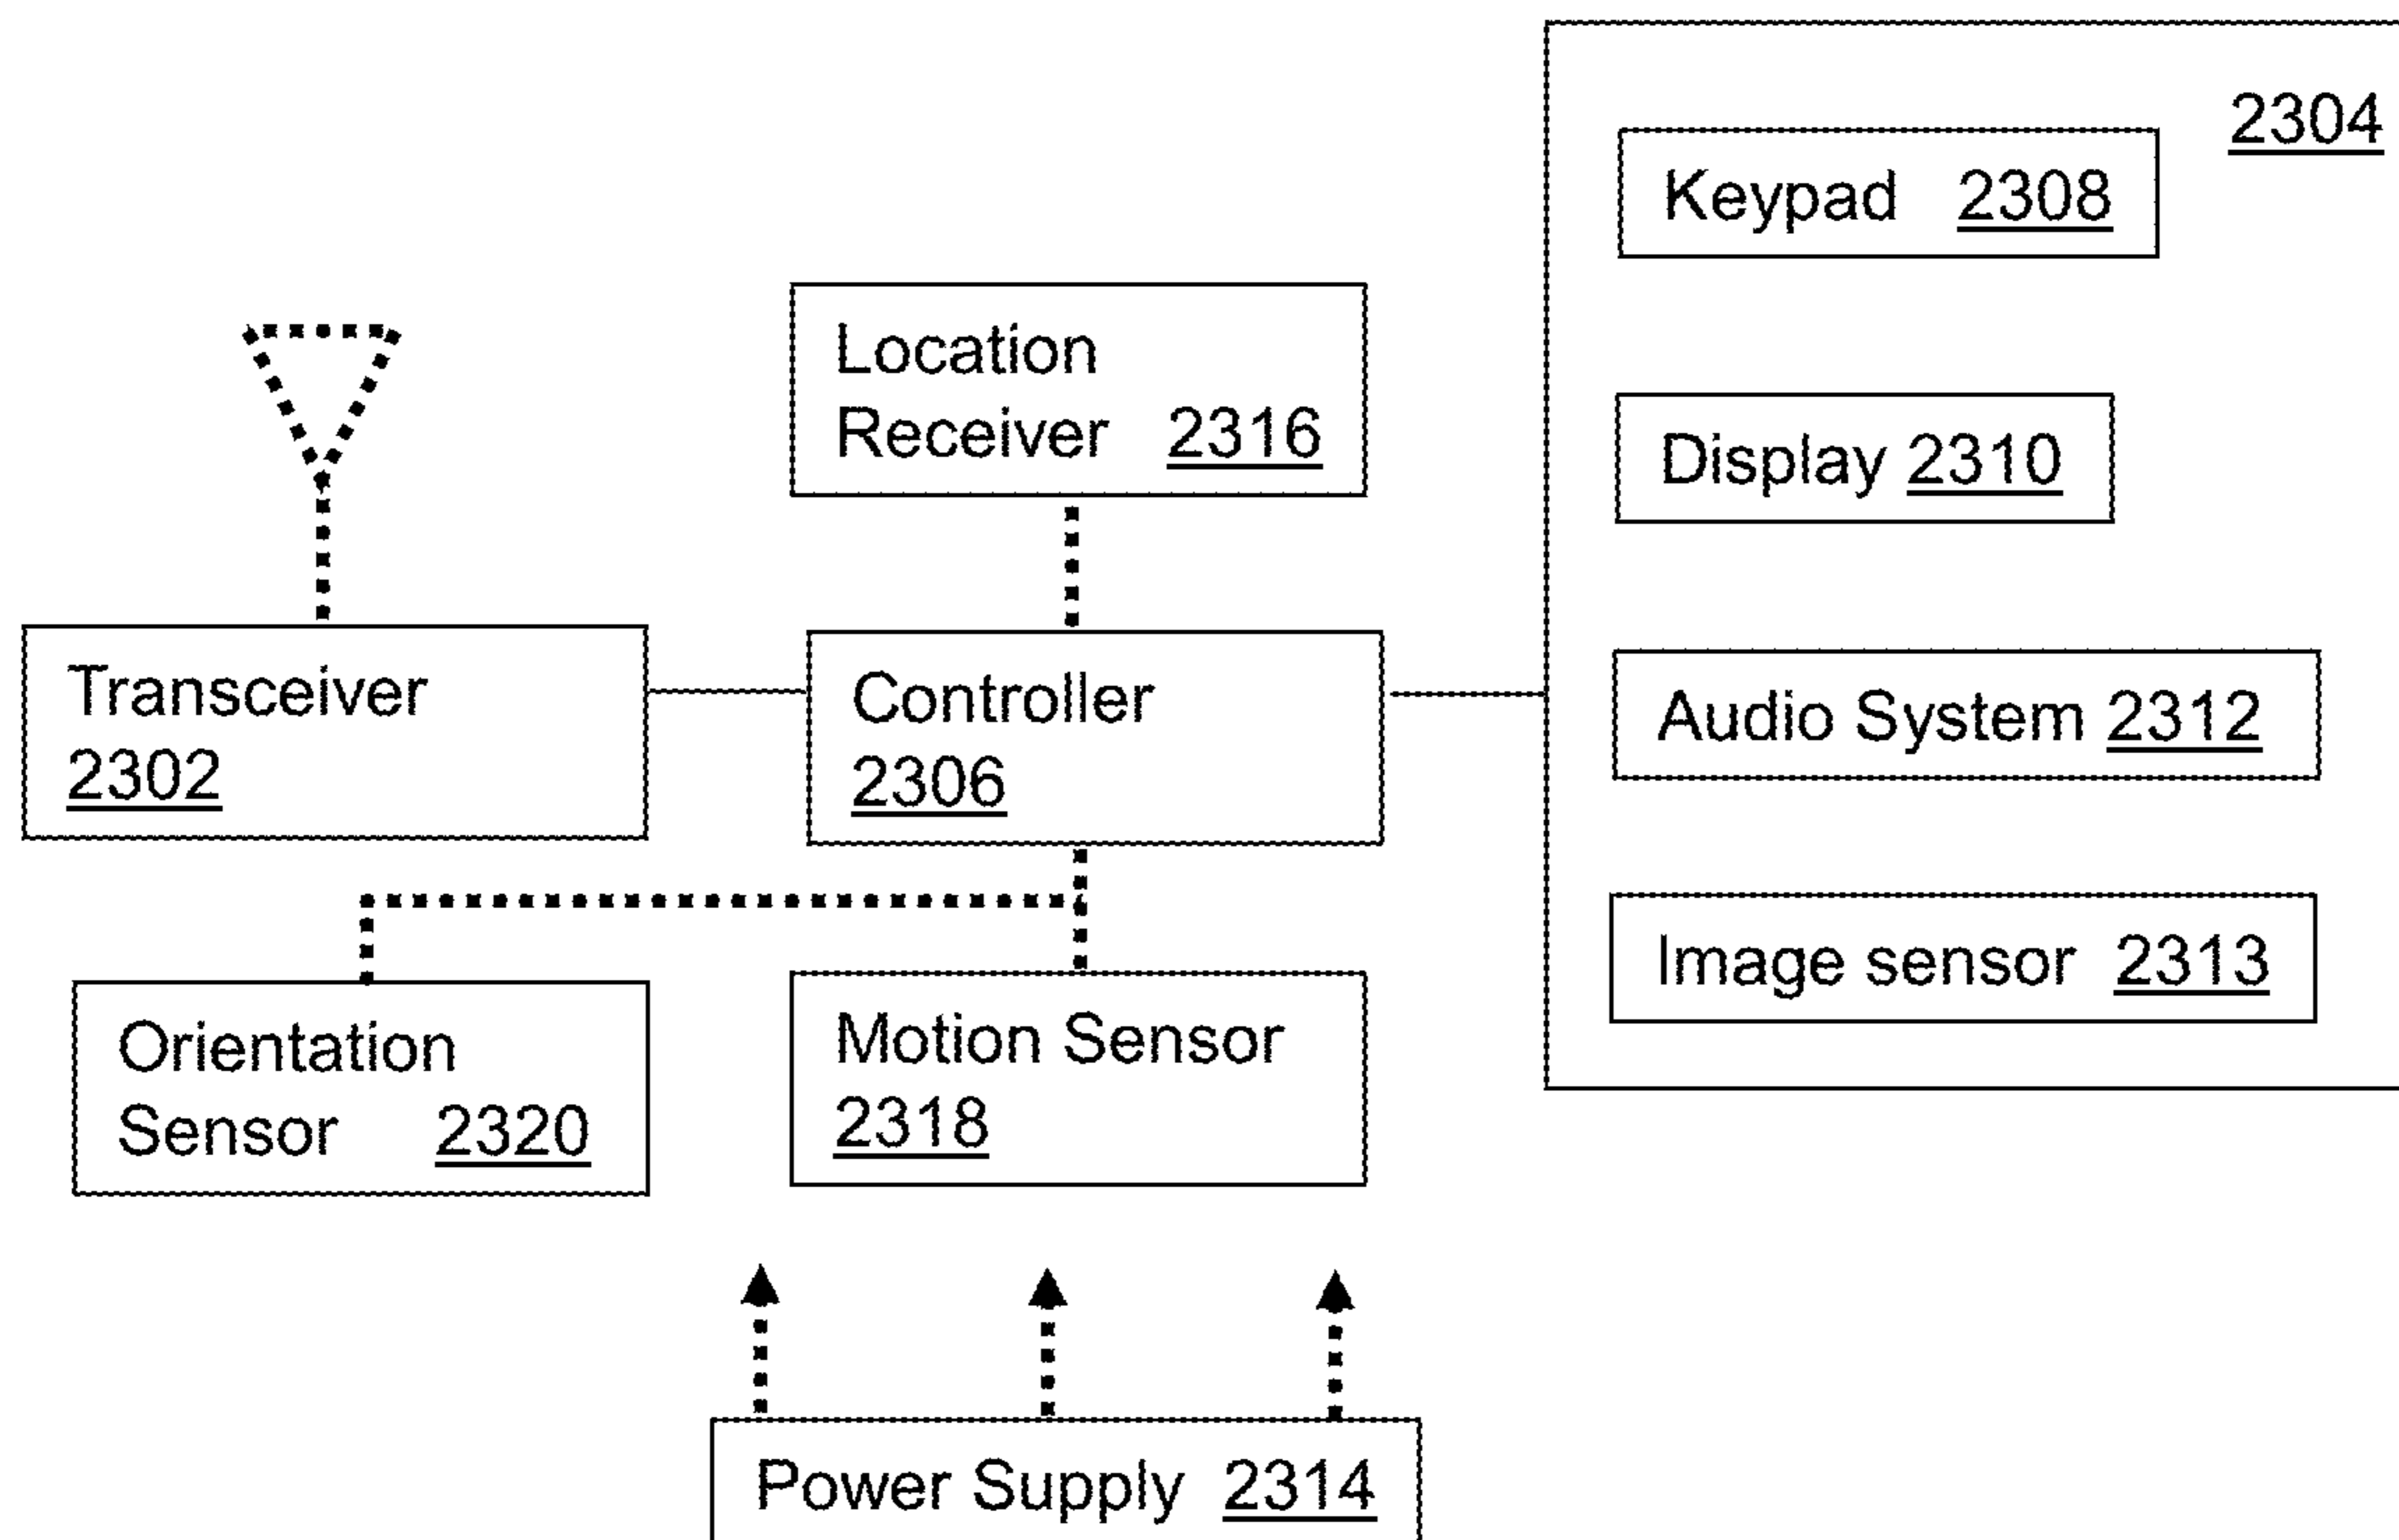 2304
Keypad 2308
Location
Receiver 2316
Display 2310
Transceiver
2302
Controller
2306
Audio System 2312
Image sensor 2313
Orientation
Sensor 2320
Motion Sensor
2318
Power Supply 2314